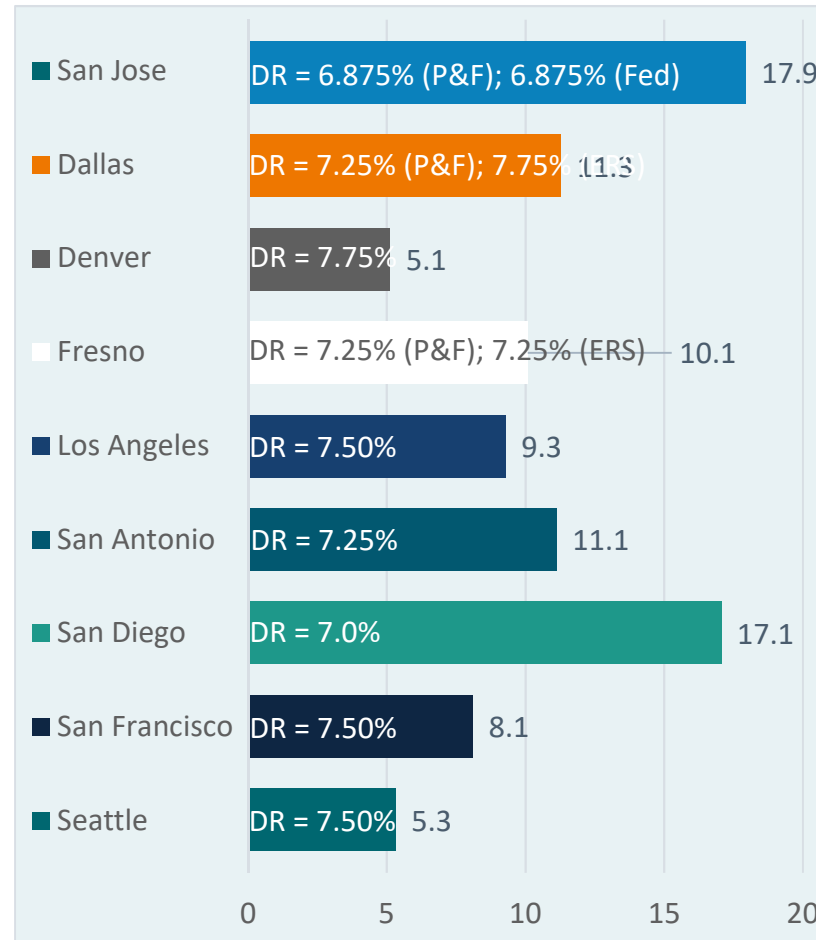 San Jose DR = 6.875% (P&F); 6.875% (Fed) 17.9
Dallas DR = 7.25% (P&F); 7.75% (ERS) 11.3
Denver DR = 7.75% 5.1
Fresno DR = 7.25% (P&F); 7.25% (ERS) 10.1
Los Angeles DR = 7.50% 9.3
San Antonio DR = 7.25% 11.1
San Diego DR = 7.0% 17.1
San Francisco DR = 7.50% 8.1
Seattle DR = 7.50% 5.3
0 5 10 15 20